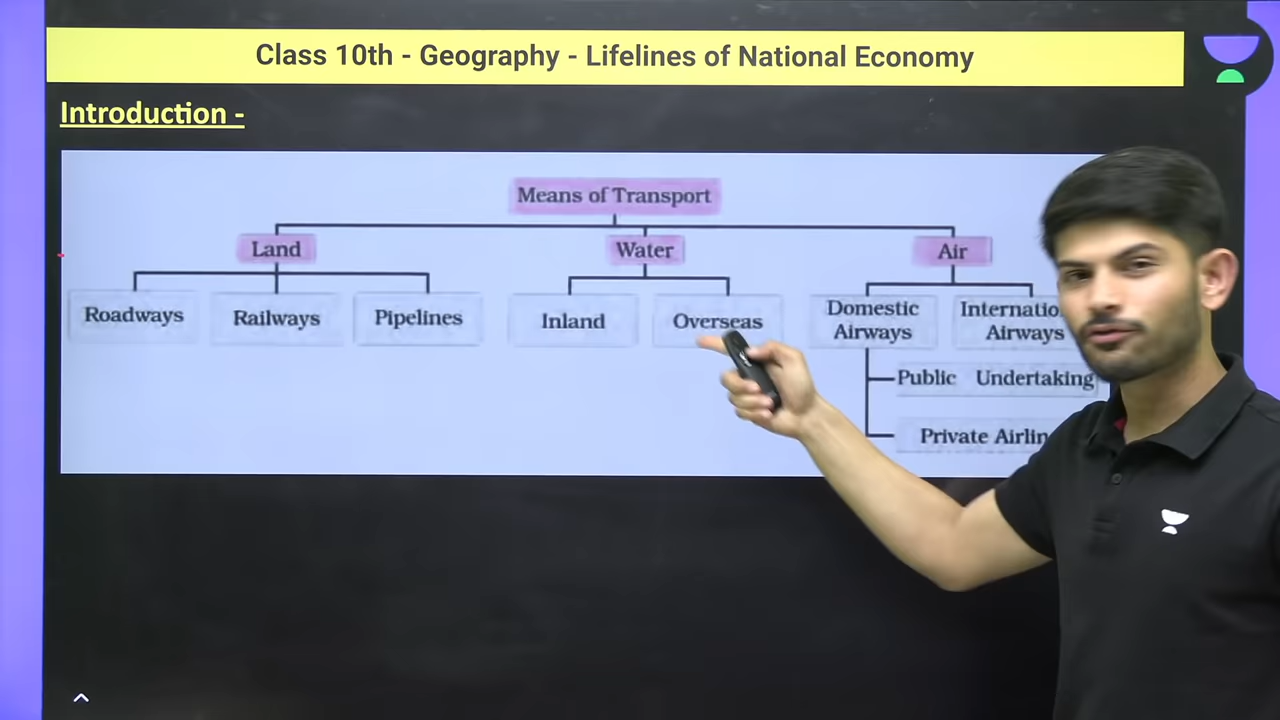 Class 10th - Geography - Lifelines of National Economy
Introduction -
Means of Transport
Land
Water
Air
Roadways
Railways
Pipelines
Inland
Overseas
Domestic
Airways
Airways
Public Undertaking
Private